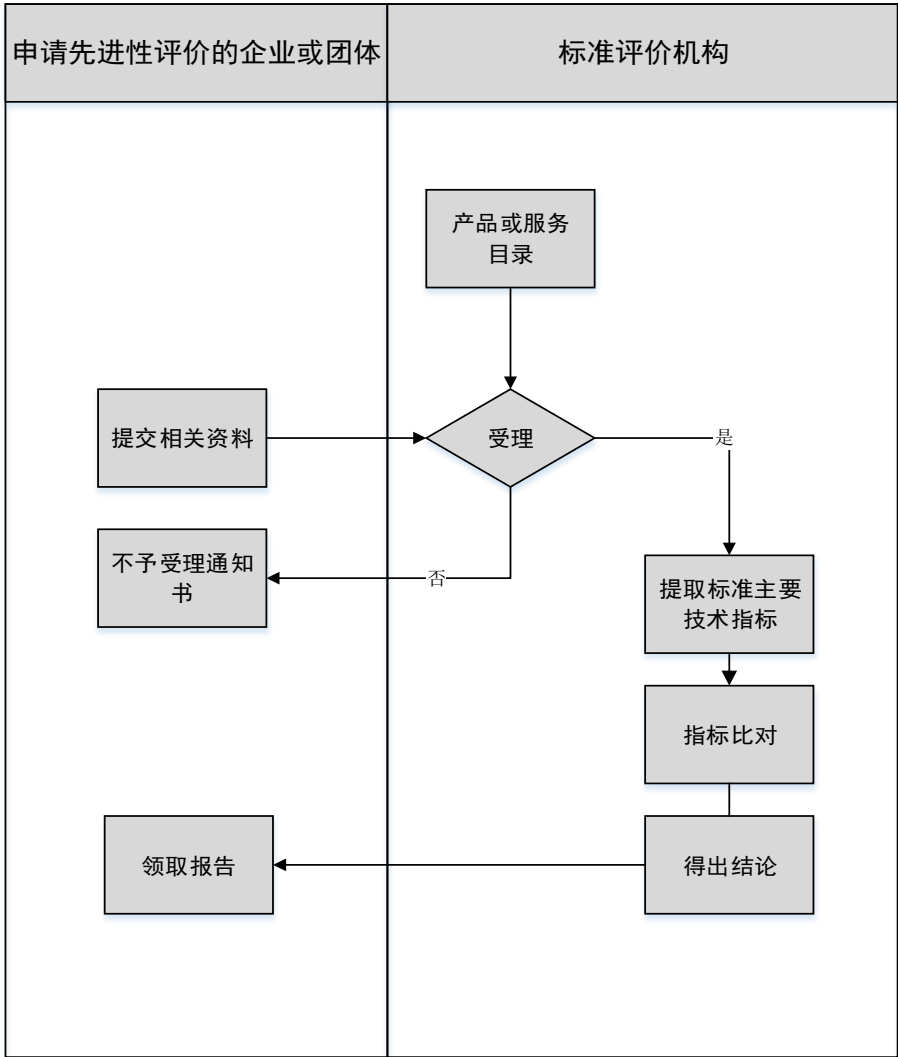 申请先进性评价的企业或团体
标准评价机构
产品或服务
目录
提交相关资料
受理
是
不予受理通知
书
否
提取标准主要
技术指标
指标比对
领取报告
得出结论